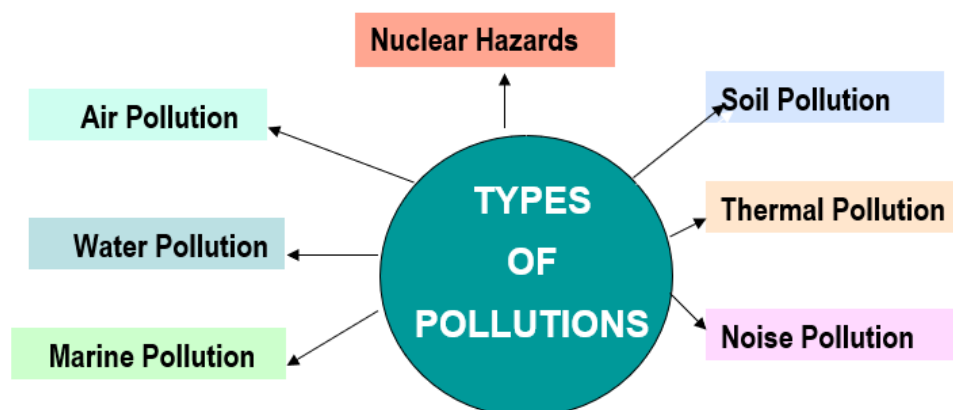 Nuclear Hazards
Air Pollution
Soil Pollution
TYPES
OF
POLLUTIONS
Water Pollution
Thermal Pollution
Marine Pollution
Noise Pollution